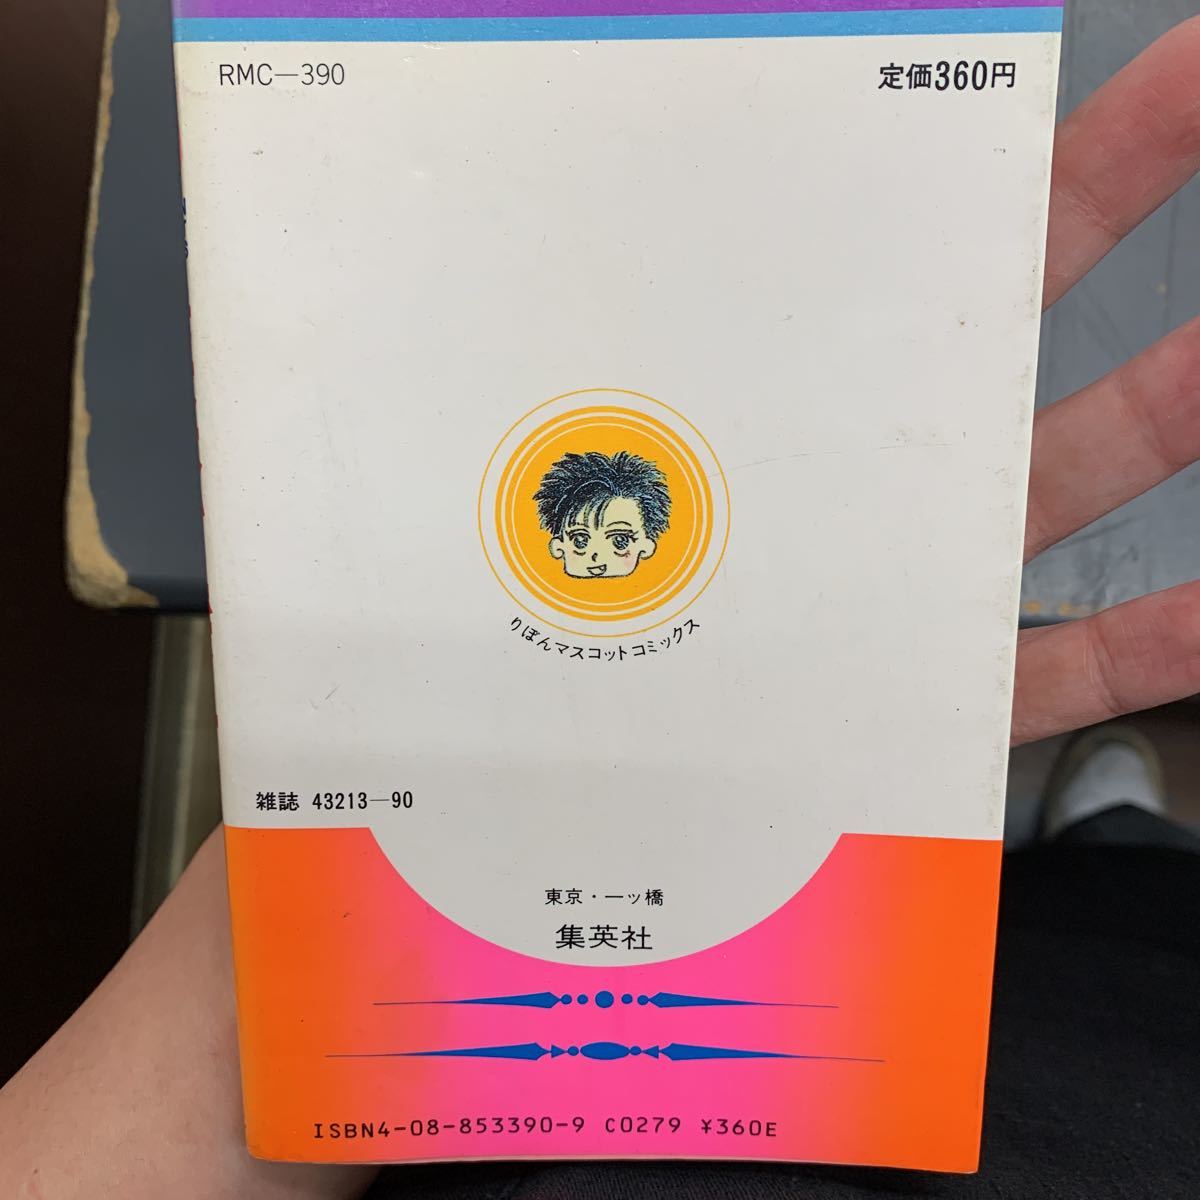 RMC—390
定価360円
りぼんマスコットコミックス
雑誌 43213—90
東京・一ッ橋
集英社
ISBN4-08-853390-9 C0279 ¥360E